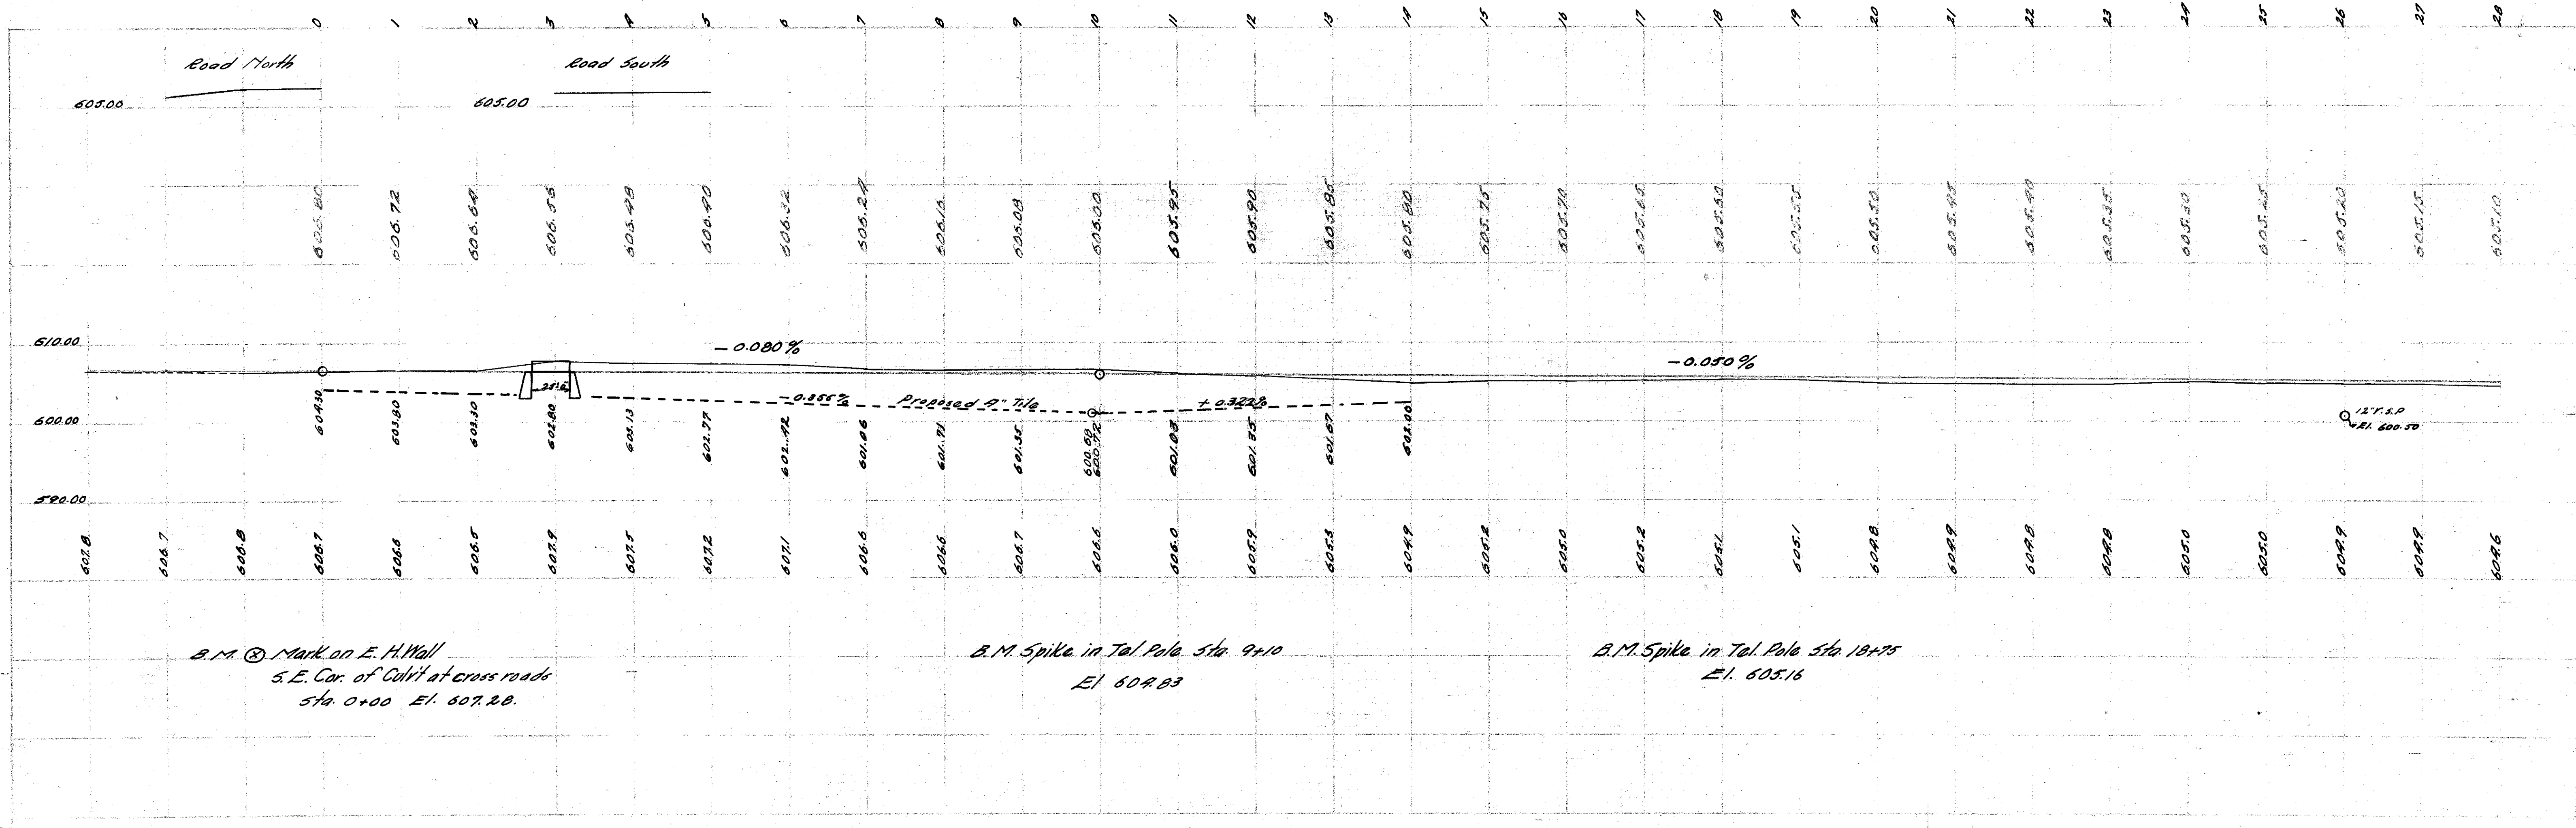 0 1 2 3 4 5 6 7 8 9 10 11 12 13 14 15 16 17 18 19 20 21 22 23 24 25 26 27 28
Road North
Road South
605.00
605.00
606.80 606.72 606.64 606.56 606.48 606.40 606.32 606.24 606.16 606.08 606.00 605.95 605.90 605.85 605.80 605.75 605.70 605.65 605.60 605.55 605.50 605.45 605.40 605.35 605.30 605.25 605.20 605.15 605.10
610.00
-0.080%
-0.050%
-0.355%
Proposed 4" Tile
+0.322%
600.00
604.30 603.80 603.30 602.80 603.13 602.77 602.42 601.06 601.71 601.35 600.72 601.03 601.35 601.67 602.00
12" V.S.P
El. 600.50
590.00
607.8 606.7 606.8 606.7 606.6 606.5 607.9 607.5 607.2 607.1 606.6 606.6 606.7 606.6 606.0 605.9 605.3 604.9 605.2 605.0 605.2 605.1 605.1 604.8 604.9 604.8 604.8 605.0 605.0 604.9 604.9 604.6
B.M. ⓧ Mark on E. H.Wall
S.E. Cor. of Culv't at cross roads
Sta. 0+00 El. 607.28.
B.M. Spike in Tel Pole Sta. 9+10
El. 604.83
B.M. Spike in Tel. Pole Sta. 18+75
El. 605.16